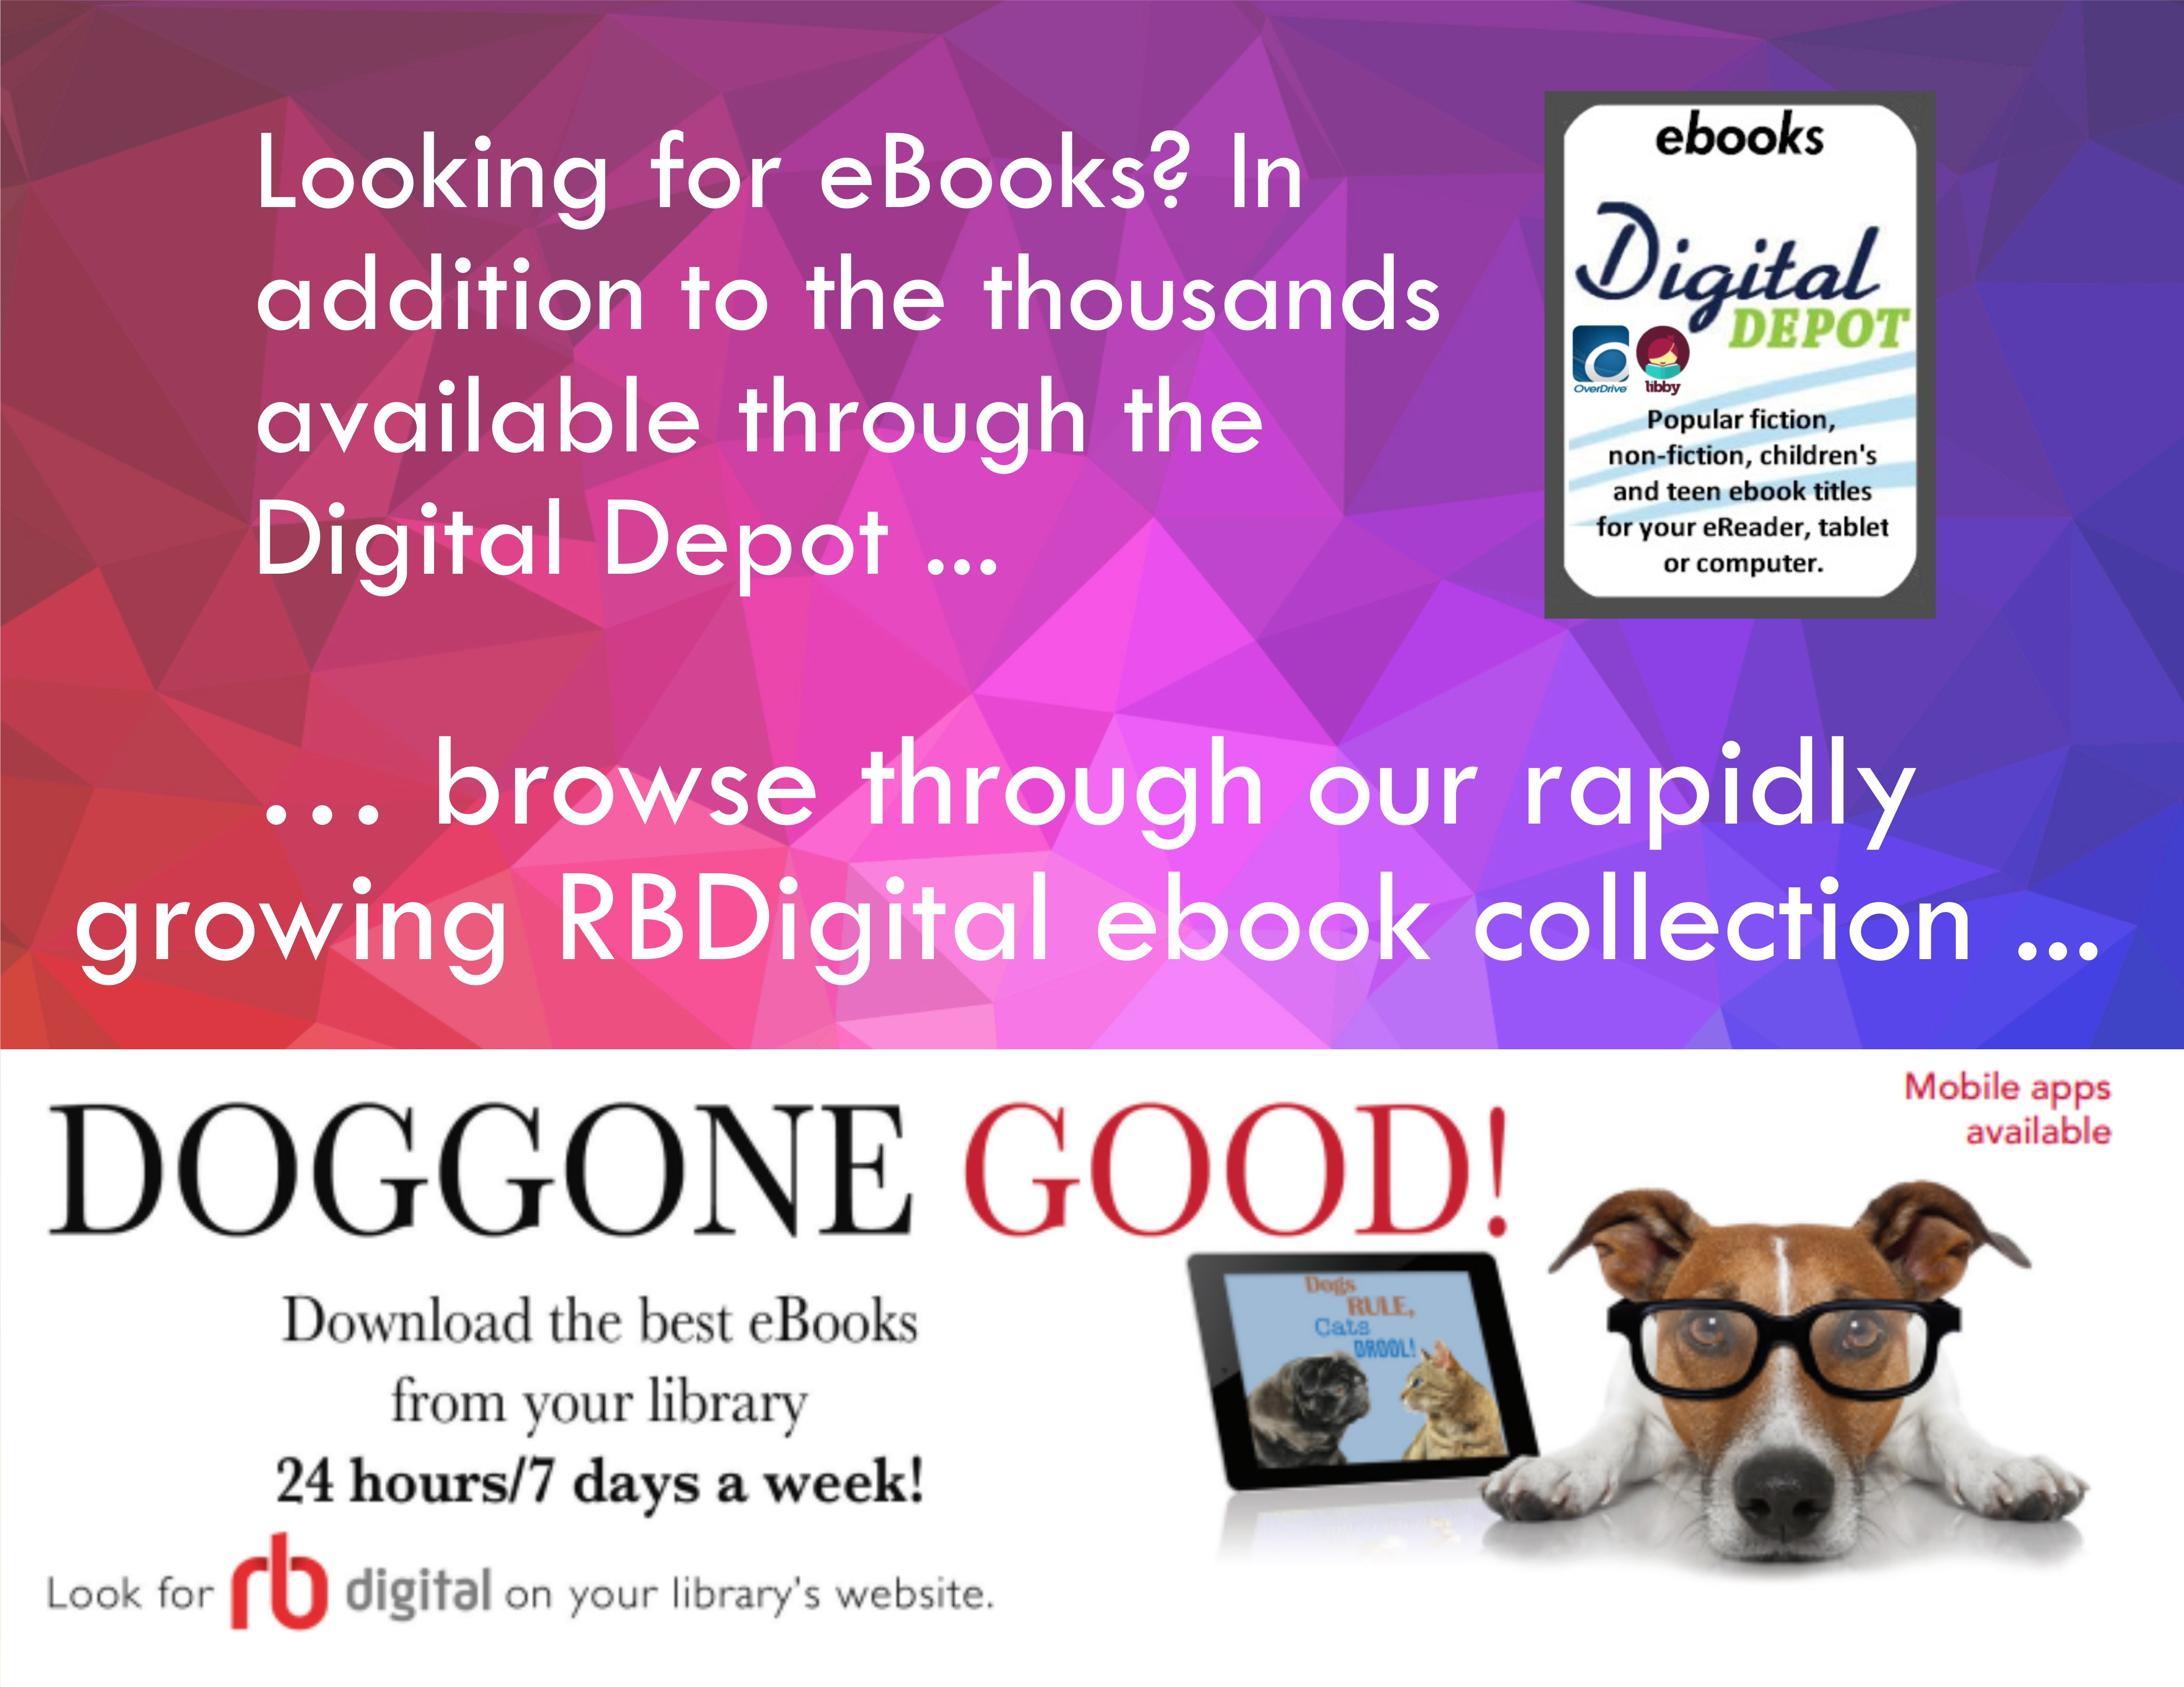 Looking for eBooks? In
addition to the thousands
available through the
Digital Depot ...
ebooks
Digital
DEPOT
OverDrive libby
Popular fiction,
non-fiction, children's
and teen ebook titles
for your eReader, tablet
or computer.
... browse through our rapidly
growing RBDigital ebook collection ...
Mobile apps
available
DOGGONE GOOD!
Download the best eBooks
from your library
24 hours/7 days a week!
Look for rb digital on your library's website.
Dogs
RULE,
Cats
DROOL!